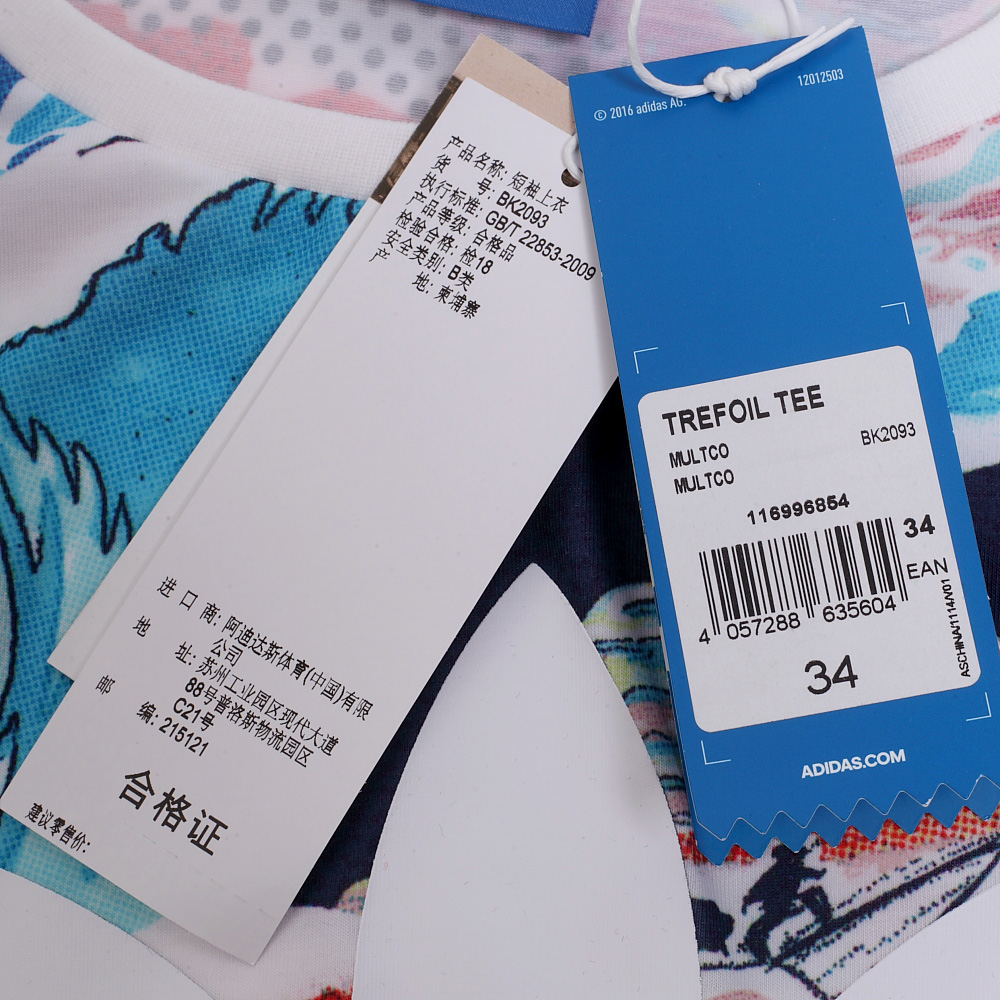 产品名称: 短袖上衣
货 号: BK2093
执行标准: GB/T 22853-2009
产品等级: 合格品
检验合格: 检18
安全类别: B类
产 地: 柬埔寨
进 口 商: 阿迪达斯体育(中国)有限
公司
地 址: 苏州工业园区现代大道
88号普洛斯物流园区
C21号
邮 编: 215121
合格证
建议零售价:
© 2016 adidas AG.
12012503
TREFOIL TEE
MULTCO
BK2093
MULTCO
116996854
34
EAN
4 057288 635604
34
ASCHINA/1114/V01
ADIDAS.COM